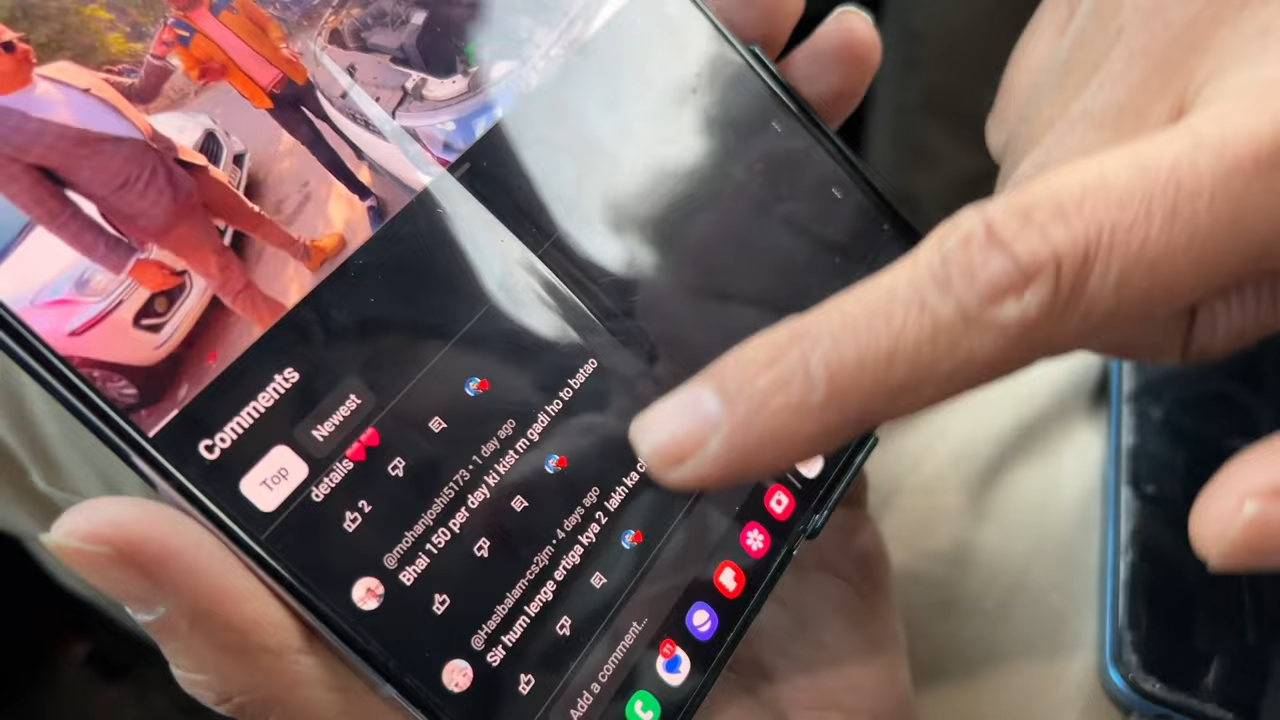 Comments
Top
Newest
details
2
@mohanjoshi5173 • 1 day ago
Bhai 150 per day ki kist m gadi ho to batao
@Hasibalam-cs2jm • 4 days ago
Sir hum lenge ertiga kya 2 lakh ka
Add a comment...
11